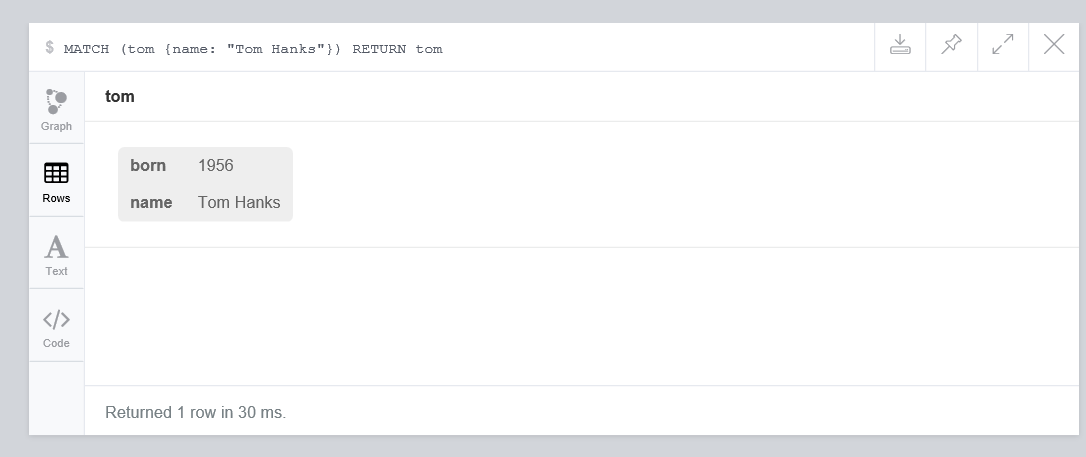 $ MATCH (tom {name: "Tom Hanks"}) RETURN tom
Graph
tom
born 1956
Rows
name Tom Hanks
A
Text
</>
Code
Returned 1 row in 30 ms.